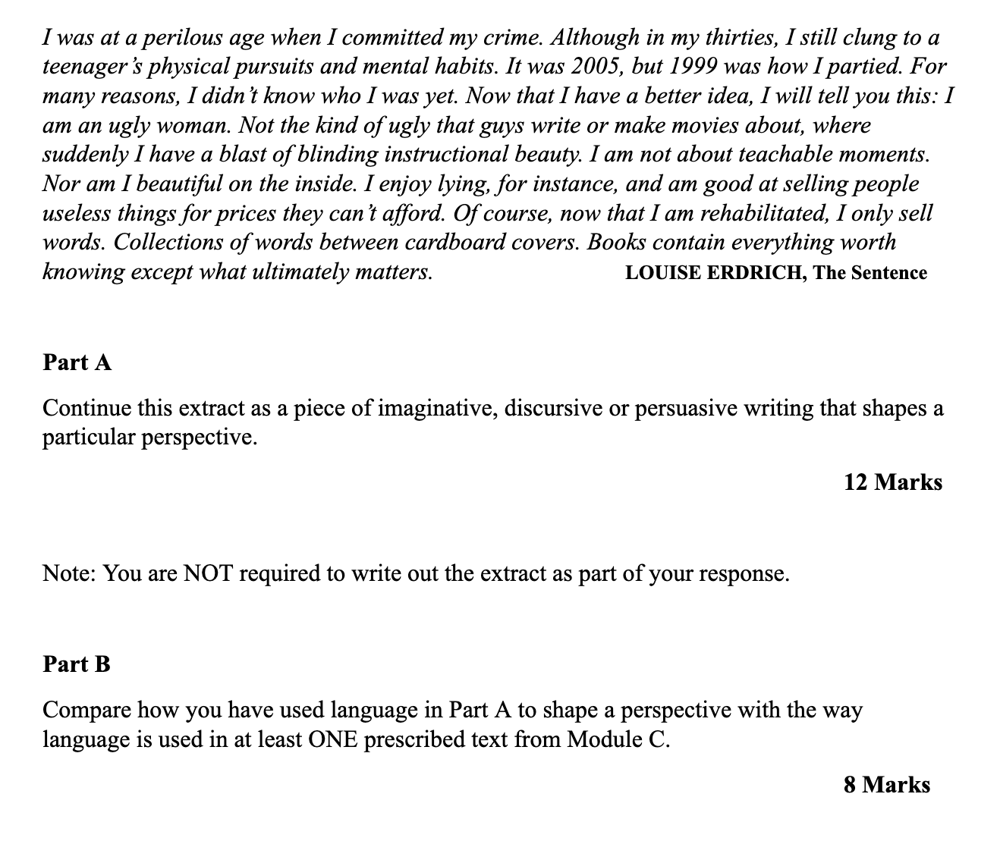 I was at a perilous age when I committed my crime. Although in my thirties, I still clung to a
teenager’s physical pursuits and mental habits. It was 2005, but 1999 was how I partied. For
many reasons, I didn’t know who I was yet. Now that I have a better idea, I will tell you this: I
am an ugly woman. Not the kind of ugly that guys write or make movies about, where
suddenly I have a blast of blinding instructional beauty. I am not about teachable moments.
Nor am I beautiful on the inside. I enjoy lying, for instance, and am good at selling people
useless things for prices they can’t afford. Of course, now that I am rehabilitated, I only sell
words. Collections of words between cardboard covers. Books contain everything worth
knowing except what ultimately matters. LOUISE ERDRICH, The Sentence
Part A
Continue this extract as a piece of imaginative, discursive or persuasive writing that shapes a
particular perspective.
12 Marks
Note: You are NOT required to write out the extract as part of your response.
Part B
Compare how you have used language in Part A to shape a perspective with the way
language is used in at least ONE prescribed text from Module C.
8 Marks